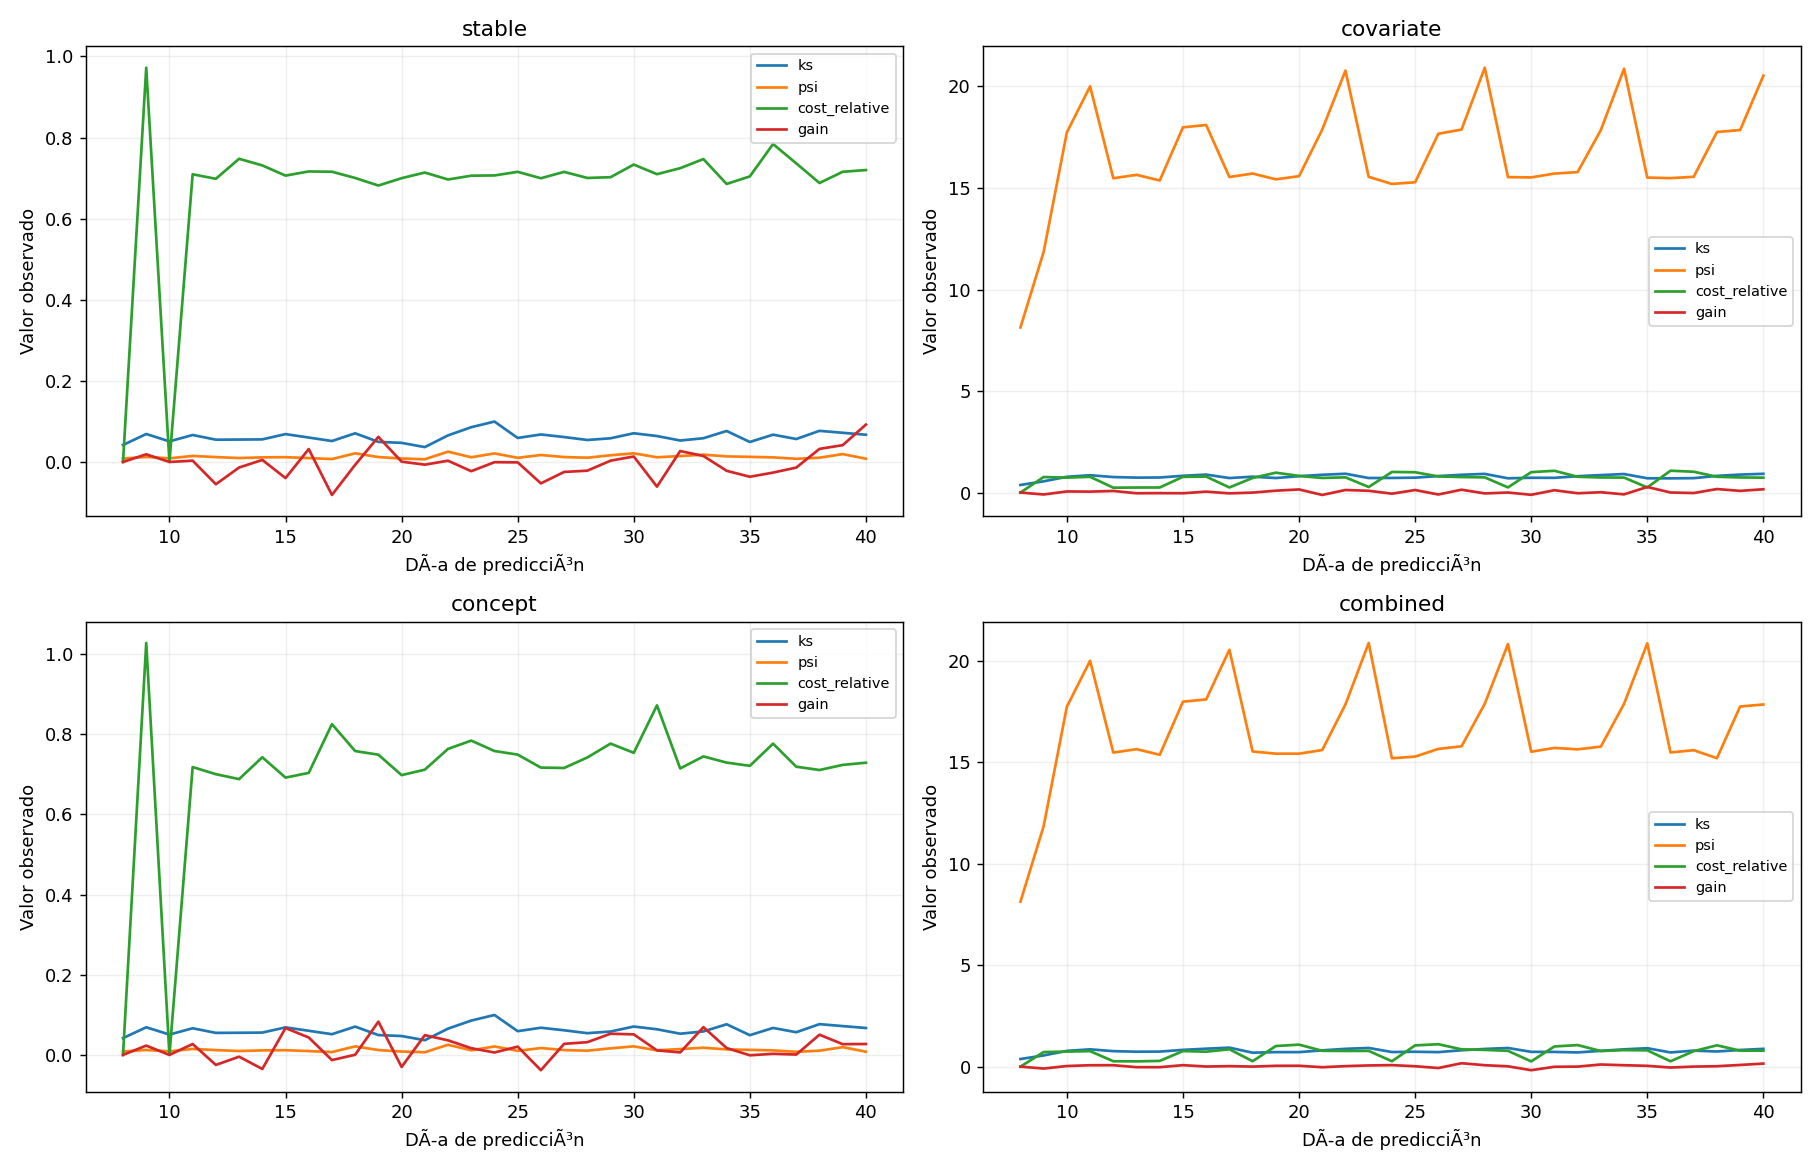 stable
1.0
0.8
0.6
0.4
0.2
0.0
Valor observado
ks
psi
cost_relative
gain
10 15 20 25 30 35 40
DÃ-a de predicciÃ³n
covariate
20
15
10
5
0
Valor observado
ks
psi
cost_relative
gain
10 15 20 25 30 35 40
DÃ-a de predicciÃ³n
concept
1.0
0.8
0.6
0.4
0.2
0.0
Valor observado
ks
psi
cost_relative
gain
10 15 20 25 30 35 40
DÃ-a de predicciÃ³n
combined
20
15
10
5
0
Valor observado
ks
psi
cost_relative
gain
10 15 20 25 30 35 40
DÃ-a de predicciÃ³n